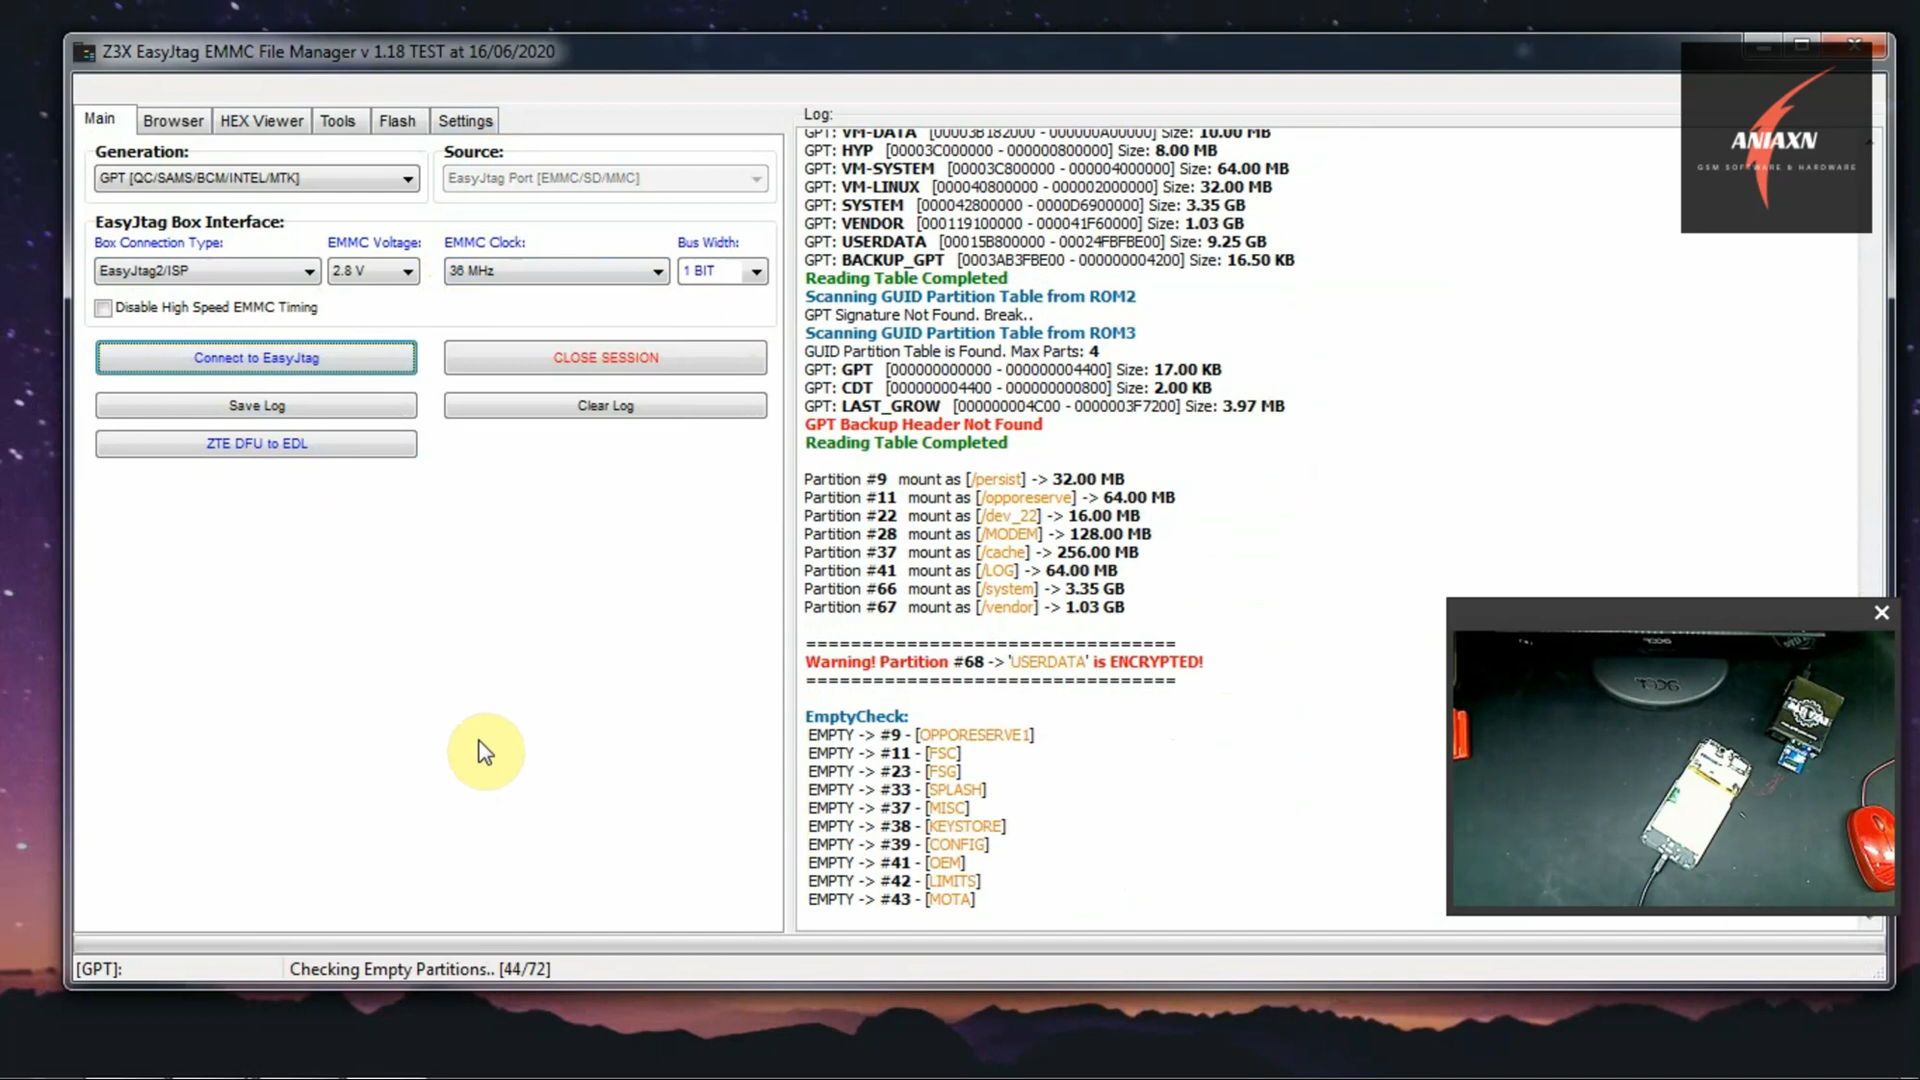 Z3X EasyJtag EMMC File Manager v 1.18 TEST at 16/06/2020
Main
Browser
HEX Viewer
Tools
Flash
Settings
Generation:
Source:
GPT [QC/SAMS/BCM/INTEL/MTK]
EasyJtag Port [EMMC/SD/MMC]
EasyJtag Box Interface:
Box Connection Type:
EMMC Voltage:
EMMC Clock:
Bus Width:
EasyJtag2/ISP
2.8 V
36 MHz
1 BIT
Disable High Speed EMMC Timing
Connect to EasyJtag
CLOSE SESSION
Save Log
Clear Log
ZTE DFU to EDL
Log:
GPT: VM-DATA [00003B182000 - 000000A00000] Size: 10.00 MB
GPT: HYP [00003C000000 - 000000800000] Size: 8.00 MB
GPT: VM-SYSTEM [00003C800000 - 000004000000] Size: 64.00 MB
GPT: VM-LINUX [000040800000 - 000002000000] Size: 32.00 MB
GPT: SYSTEM [000042800000 - 0000D6900000] Size: 3.35 GB
GPT: VENDOR [000119100000 - 000041F60000] Size: 1.03 GB
GPT: USERDATA [00015B800000 - 00024FBFBE00] Size: 9.25 GB
GPT: BACKUP_GPT [0003AB3FBE00 - 000000004200] Size: 16.50 KB
Reading Table Completed
Scanning GUID Partition Table from ROM2
GPT Signature Not Found. Break..
Scanning GUID Partition Table from ROM3
GUID Partition Table is Found. Max Parts: 4
GPT: GPT [000000000000 - 000000004400] Size: 17.00 KB
GPT: CDT [000000004400 - 000000000800] Size: 2.00 KB
GPT: LAST_GROW [000000004C00 - 0000003F7200] Size: 3.97 MB
GPT Backup Header Not Found
Reading Table Completed
Partition #9 mount as [/persist] -> 32.00 MB
Partition #11 mount as [/opporeserve] -> 64.00 MB
Partition #22 mount as [/dev_22] -> 16.00 MB
Partition #28 mount as [/MODEM] -> 128.00 MB
Partition #37 mount as [/cache] -> 256.00 MB
Partition #41 mount as [/LOG] -> 64.00 MB
Partition #66 mount as [/system] -> 3.35 GB
Partition #67 mount as [/vendor] -> 1.03 GB
================================
Warning! Partition #68 -> 'USERDATA' is ENCRYPTED!
================================
EmptyCheck:
EMPTY -> #9 - [OPPORESERVE1]
EMPTY -> #11 - [FSC]
EMPTY -> #23 - [FSG]
EMPTY -> #33 - [SPLASH]
EMPTY -> #37 - [MISC]
EMPTY -> #38 - [KEYSTORE]
EMPTY -> #39 - [CONFIG]
EMPTY -> #41 - [OEM]
EMPTY -> #42 - [LIMITS]
EMPTY -> #43 - [MOTA]
[GPT]:
Checking Empty Partitions.. [44/72]
ANIAXN
GSM SOFTWARE & HARDWARE